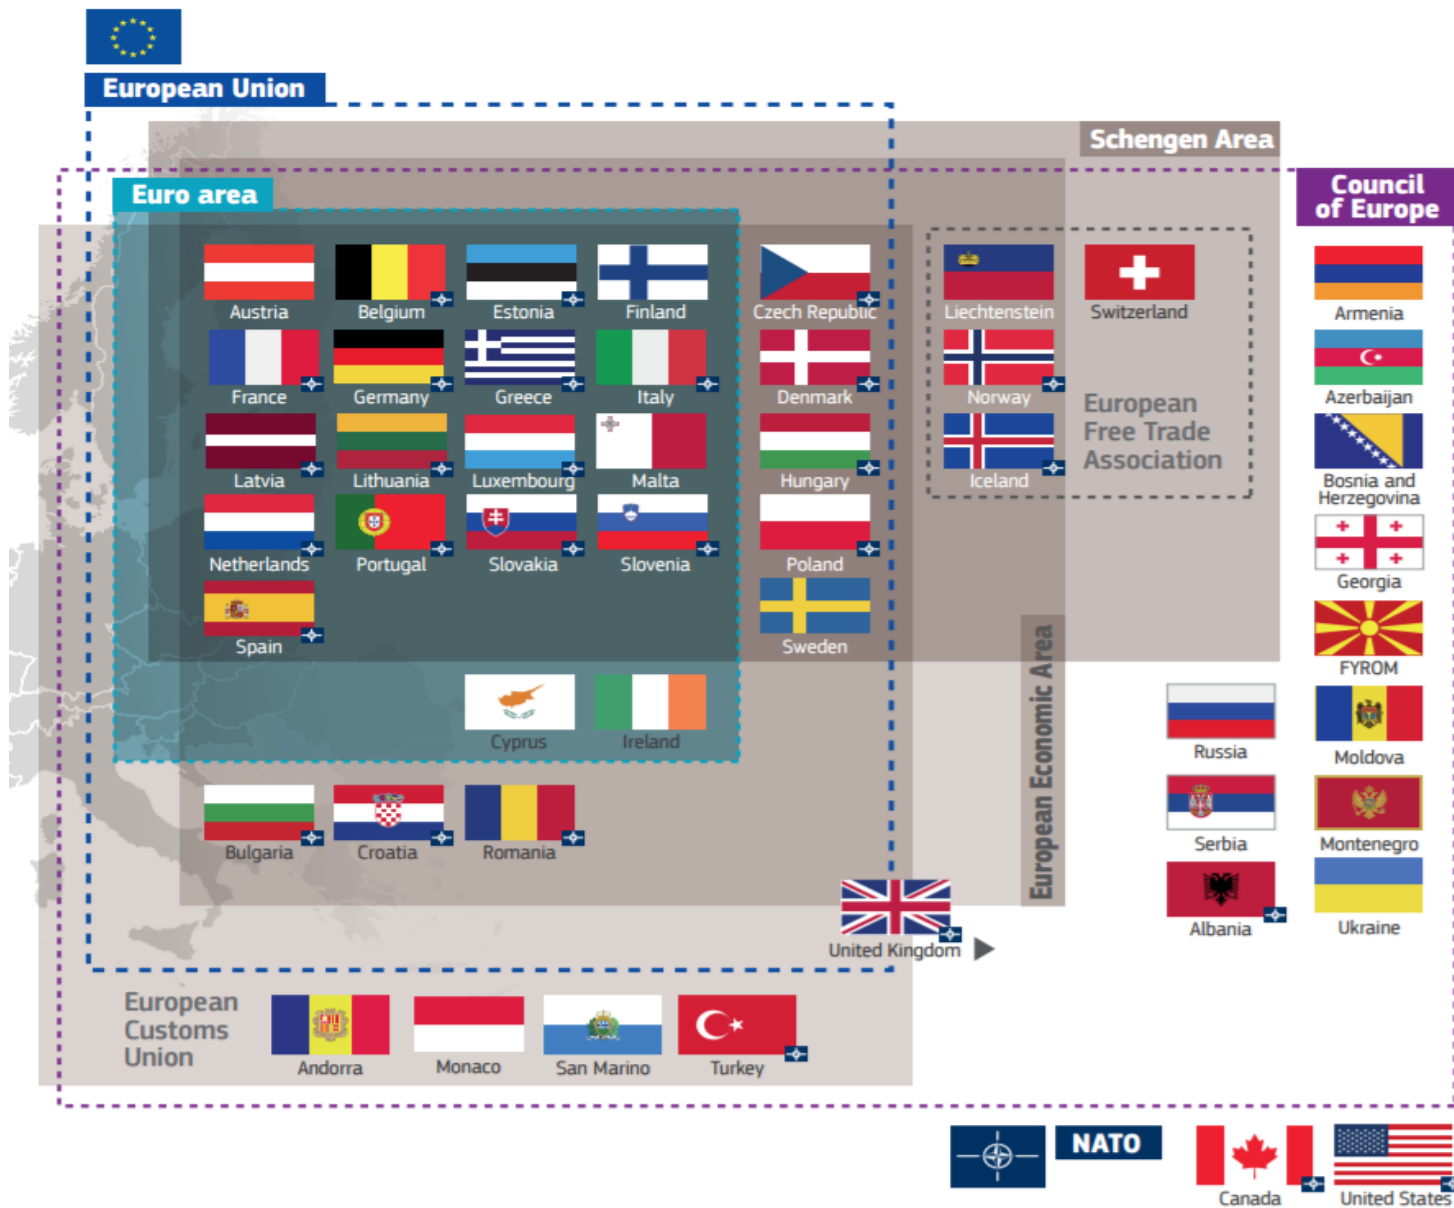 European Union
Schengen Area
Council
of Europe
Euro area
Austria
Belgium
Estonia
Finland
Czech Republic
Liechtenstein
Switzerland
Armenia
France
Germany
Greece
Italy
Denmark
Norway
European
Free Trade
Association
Azerbaijan
Latvia
Lithuania
Luxembourg
Malta
Hungary
Iceland
Bosnia and
Herzegovina
Netherlands
Portugal
Slovakia
Slovenia
Poland
Georgia
Spain
Sweden
European Economic Area
FYROM
Cyprus
Ireland
Russia
Moldova
Bulgaria
Croatia
Romania
Serbia
Montenegro
United Kingdom
Albania
Ukraine
European
Customs
Union
Andorra
Monaco
San Marino
Turkey
NATO
Canada
United States